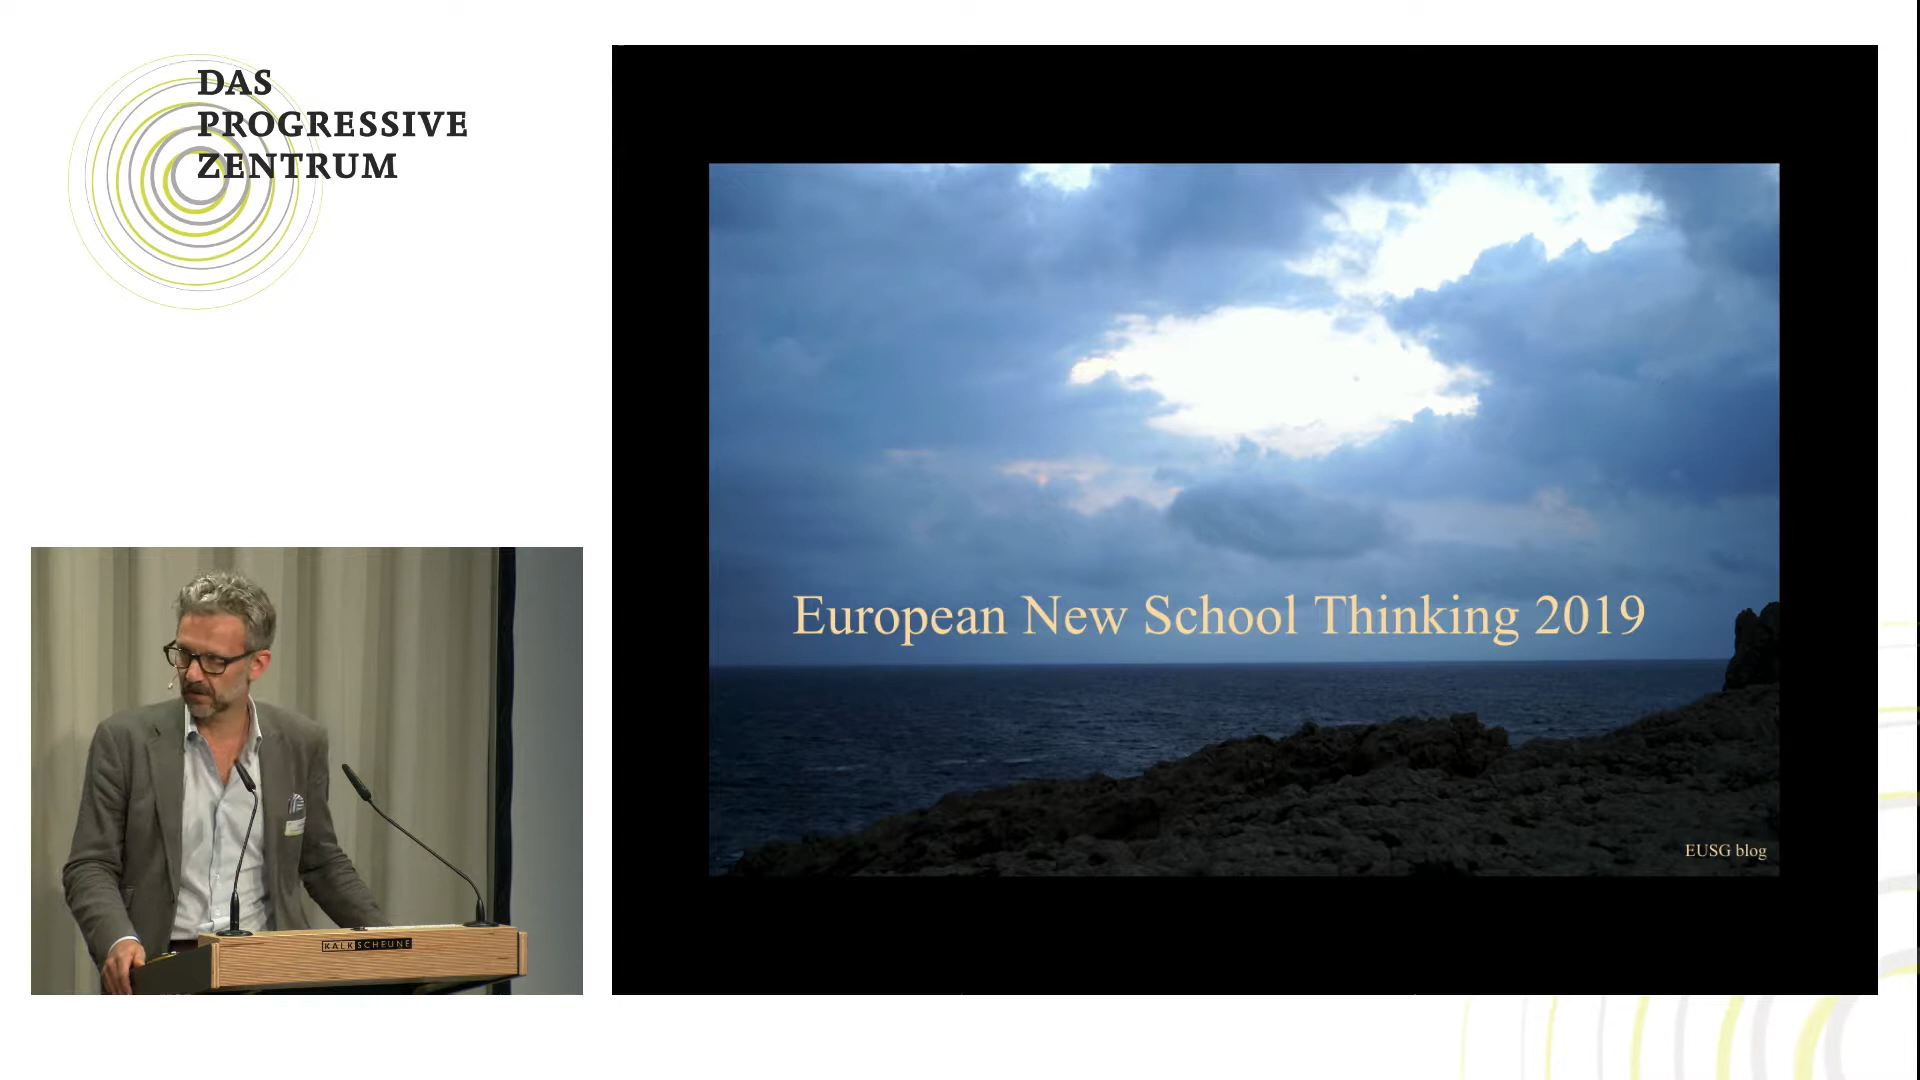 DAS
PROGRESSIVE
ZENTRUM
European New School Thinking 2019
EUSG blog
KALKSCHEUNE